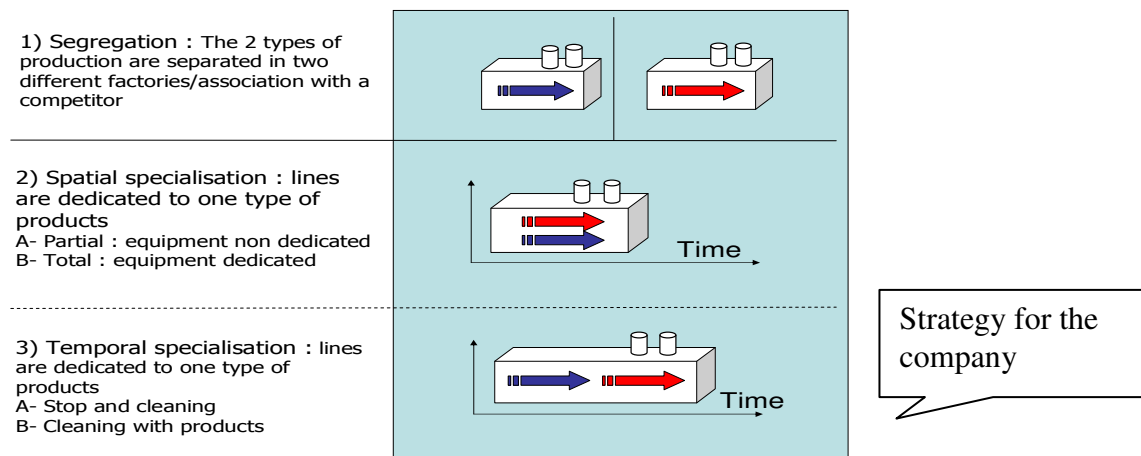 1) Segregation : The 2 types of
production are separated in two
different factories/association with a
competitor
2) Spatial specialisation : lines
are dedicated to one type of
products
A- Partial : equipment non dedicated
B- Total : equipment dedicated
Time
3) Temporal specialisation : lines
are dedicated to one type of
products
A- Stop and cleaning
B- Cleaning with products
Time
Strategy for the
company